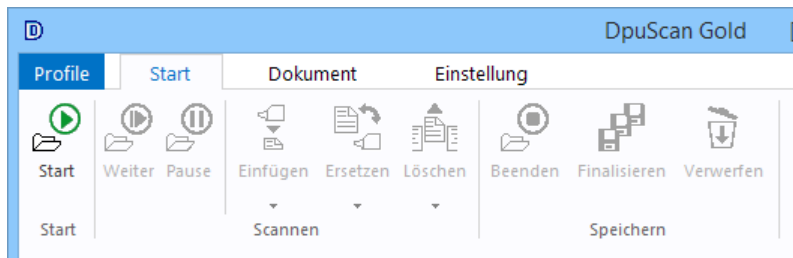 DpuScan Gold
Profile Start Dokument Einstellung
Start Weiter Pause Einfügen Ersetzen Löschen Beenden Finalisieren Verwerfen
Start Scannen Speichern